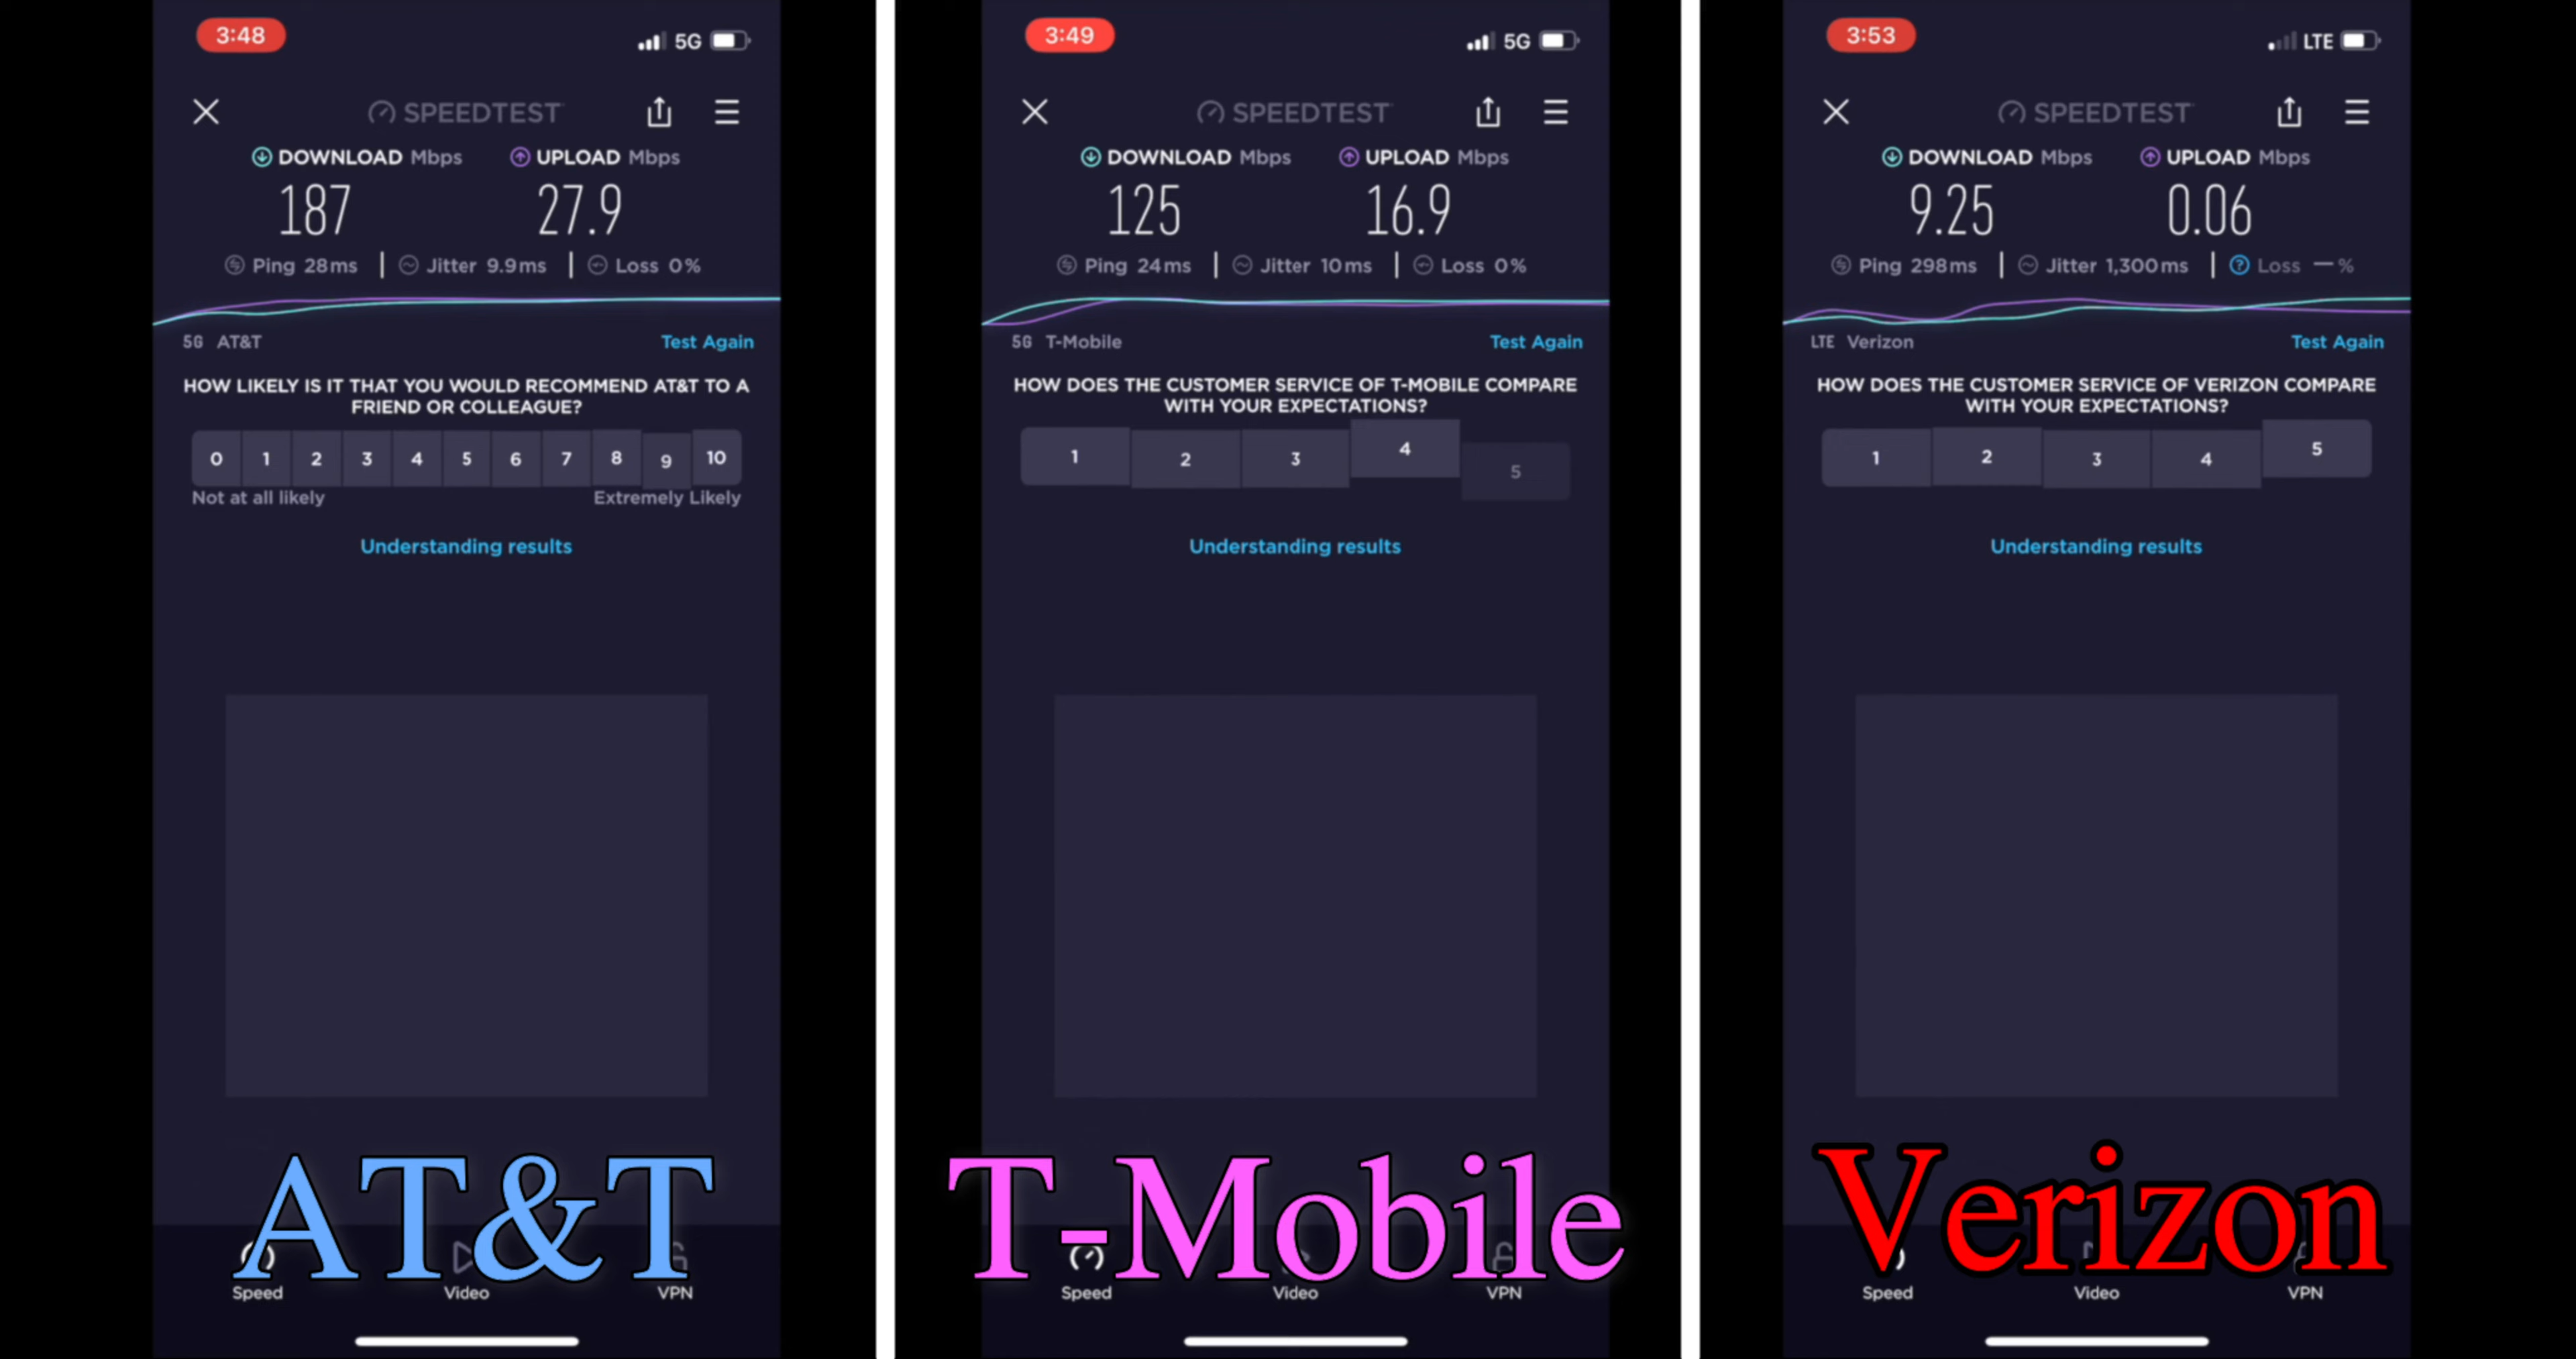 3:48 5G
SPEEDTEST
DOWNLOAD Mbps UPLOAD Mbps
187 27.9
Ping 28ms Jitter 9.9ms Loss 0%
5G AT&T Test Again
HOW LIKELY IS IT THAT YOU WOULD RECOMMEND AT&T TO A
FRIEND OR COLLEAGUE?
0 1 2 3 4 5 6 7 8 9 10
Not at all likely Extremely Likely
Understanding results
AT&T
Speed Video VPN
3:49 5G
SPEEDTEST
DOWNLOAD Mbps UPLOAD Mbps
125 16.9
Ping 24ms Jitter 10ms Loss 0%
5G T-Mobile Test Again
HOW DOES THE CUSTOMER SERVICE OF T-MOBILE COMPARE
WITH YOUR EXPECTATIONS?
1 2 3 4 5
Understanding results
T-Mobile
Speed Video VPN
3:53 LTE
SPEEDTEST
DOWNLOAD Mbps UPLOAD Mbps
9.25 0.06
Ping 298ms Jitter 1,300ms Loss — %
LTE Verizon Test Again
HOW DOES THE CUSTOMER SERVICE OF VERIZON COMPARE
WITH YOUR EXPECTATIONS?
1 2 3 4 5
Understanding results
Verizon
Speed Video VPN